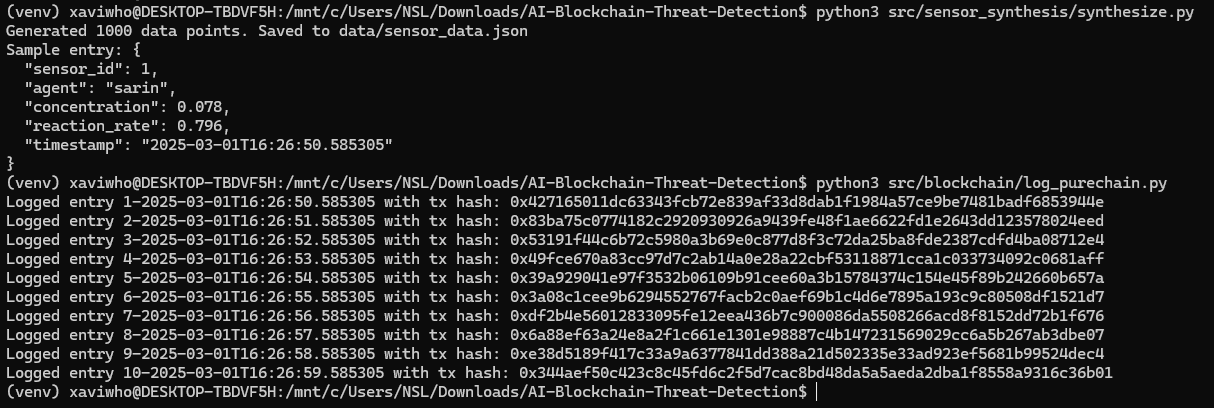 (venv) xaviwho@DESKTOP-TBDVF5H:/mnt/c/Users/NSL/Downloads/AI-Blockchain-Threat-Detection$ python3 src/sensor_synthesis/synthesize.py
Generated 1000 data points. Saved to data/sensor_data.json
Sample entry: {
  "sensor_id": 1,
  "agent": "sarin",
  "concentration": 0.078,
  "reaction_rate": 0.796,
  "timestamp": "2025-03-01T16:26:50.585305"
}
(venv) xaviwho@DESKTOP-TBDVF5H:/mnt/c/Users/NSL/Downloads/AI-Blockchain-Threat-Detection$ python3 src/blockchain/log_purechain.py
Logged entry 1-2025-03-01T16:26:50.585305 with tx hash: 0x427165011dc63343fcb72e839af33d8dab1f1984a57ce9be7481badf6853944e
Logged entry 2-2025-03-01T16:26:51.585305 with tx hash: 0x83ba75c0774182c2920930926a9439fe48f1ae6622fd1e2643dd123578024eed
Logged entry 3-2025-03-01T16:26:52.585305 with tx hash: 0x53191f44c6b72c5980a3b69e0c877d8f3c72da25ba8fde2387cdfd4ba08712e4
Logged entry 4-2025-03-01T16:26:53.585305 with tx hash: 0x49fce670a83cc97d7c2ab14a0e28a22cbf53118871cca1c033734092c0681aff
Logged entry 5-2025-03-01T16:26:54.585305 with tx hash: 0x39a929041e97f3532b06109b91cee60a3b15784374c154e45f89b242660b657a
Logged entry 6-2025-03-01T16:26:55.585305 with tx hash: 0x3a08c1cee9b6294552767facb2c0aef69b1c4d6e7895a193c9c80508df1521d7
Logged entry 7-2025-03-01T16:26:56.585305 with tx hash: 0xdf2b4e56012833095fe12eea436b7c900086da5508266acd8f8152dd72b1f676
Logged entry 8-2025-03-01T16:26:57.585305 with tx hash: 0x6a88ef63a24e8a2f1c661e1301e98887c4b147231569029cc6a5b267ab3dbe07
Logged entry 9-2025-03-01T16:26:58.585305 with tx hash: 0xe38d5189f417c33a9a6377841dd388a21d502335e33ad923ef5681b99524dec4
Logged entry 10-2025-03-01T16:26:59.585305 with tx hash: 0x344aef50c423c8c45fd6c2f5d7cac8bd48da5a5aeda2dba1f8558a9316c36b01
(venv) xaviwho@DESKTOP-TBDVF5H:/mnt/c/Users/NSL/Downloads/AI-Blockchain-Threat-Detection$